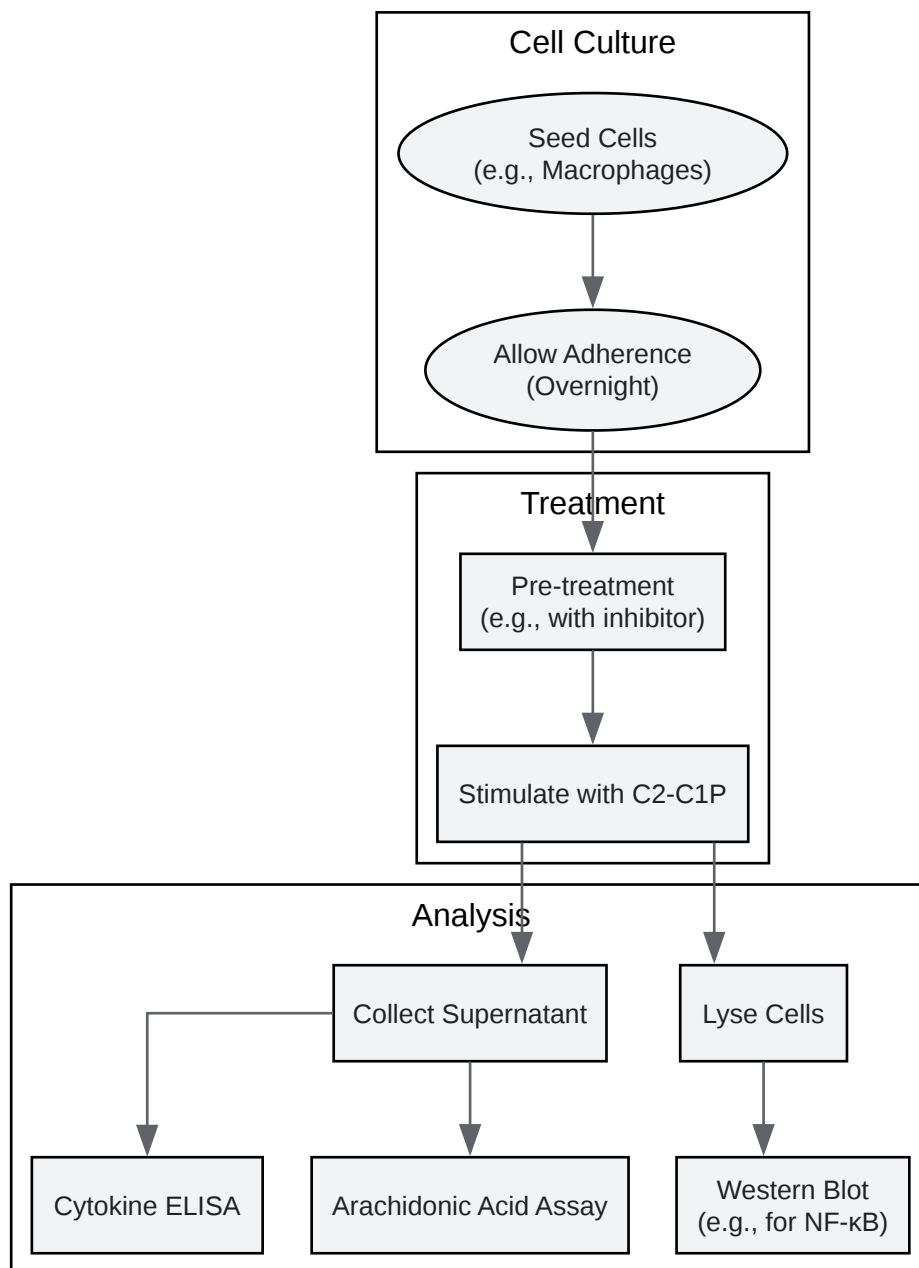 Cell Culture
Seed Cells
(e.g., Macrophages)
Allow Adherence
(Overnight)
Treatment
Pre-treatment
(e.g., with inhibitor)
Stimulate with C2-C1P
Analysis
Collect Supernatant
Lyse Cells
Cytokine ELISA
Arachidonic Acid Assay
Western Blot
(e.g., for NF-κB)